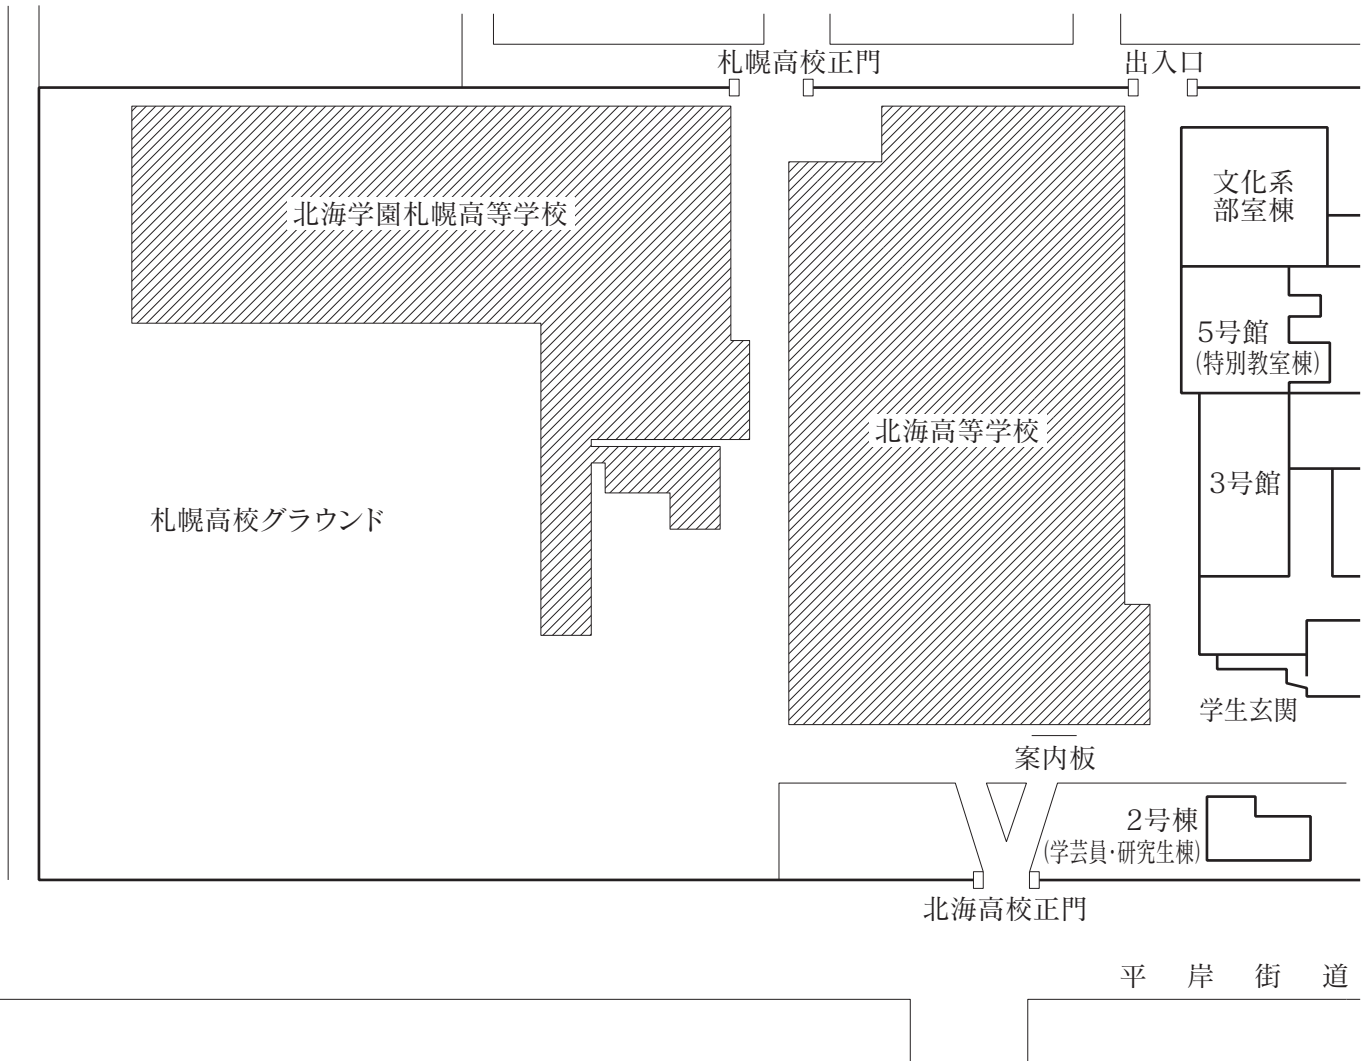 札幌高校正門
出入口
文化系
部室棟
北海学園札幌高等学校
5号館
(特別教室棟)
北海高等学校
3号館
札幌高校グラウンド
学生玄関
案内板
2号棟
(学芸員・研究生棟)
北海高校正門
平岸街道